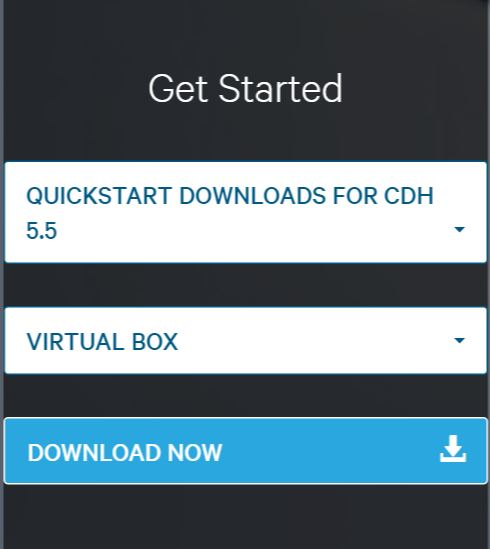 Get Started
QUICKSTART DOWNLOADS FOR CDH
5.5
VIRTUAL BOX
DOWNLOAD NOW